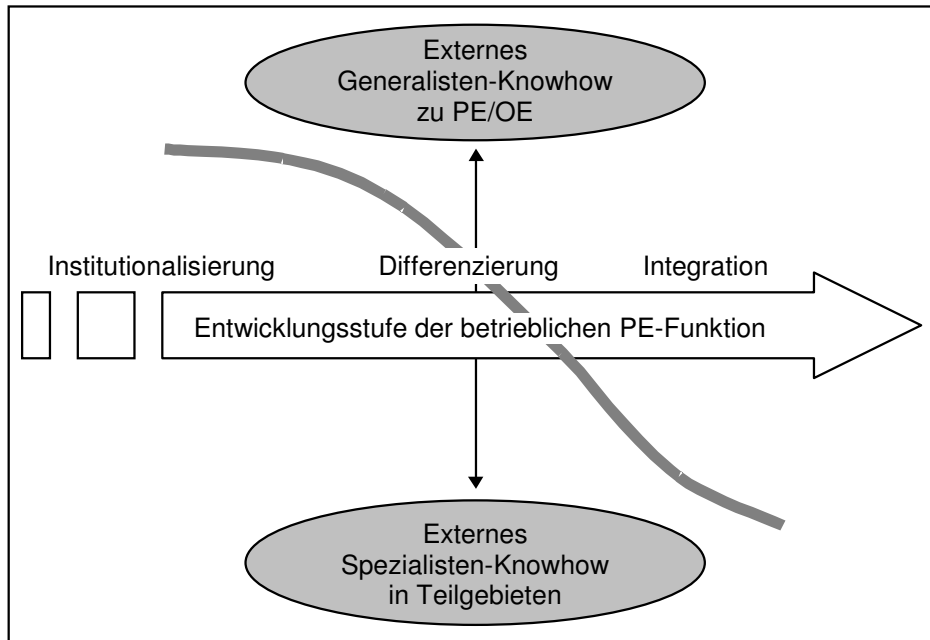 Externes
Generalisten-Knowhow
zu PE/OE
Institutionalisierung
Differenzierung
Integration
Entwicklungsstufe der betrieblichen PE-Funktion
Externes
Spezialisten-Knowhow
in Teilgebieten